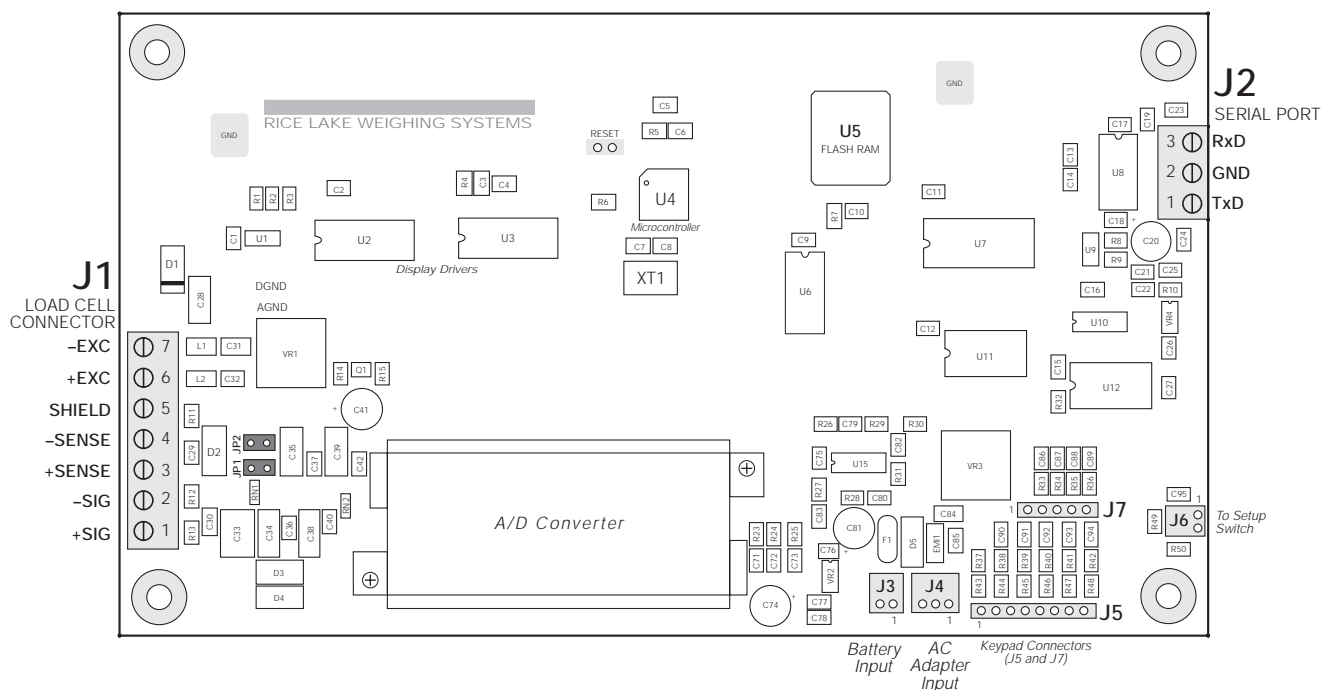 C5
C23
J2
SERIAL PORT
GND
C19
RICE LAKE WEIGHING SYSTEMS
R5 C6
U5
FLASH RAM
C17
GND
RESET
3 RxD
C13
U8
2 GND
C14
R4 C3 C4
U4
C2
R1 R2 R3
R6
C11
1 TxD
Microcontroller
R7 C10
C18 +
C1 U1
U2
U3
C7 C8
C9
U7
U9
R8
R9
C20
C24
Display Drivers
D1
XT1
C21 C25
J1
LOAD CELL
CONNECTOR
C28
DGND
AGND
U6
C16
C22 R10
VR4
U10
C12
–EXC 7
L1 C31
VR1
U11
C26
+EXC 6
L2 C32
R14 Q1 R15
C15
U12
C27
R32
SHIELD 5
R11
+ C41
–SENSE 4
C29
D2
JP2
JP1
C35
C37
C39
C42
R26 C79 R29 R30
C82
+SENSE 3
C75
U15
R31
VR3
C86 C87 C88 C89
R33 R34 R35 R36
RN1
RN2
–SIG 2
R12
R27
R28 C80
C95
1
+SIG 1
R13
C30
C33
C34
C36
C38
C40
A/D Converter
C83
C81
+
F1
D5
EMI1
C84
C85
1 J7
R49
J6
To Setup
Switch
R23 R24 R25
C90 C91 C92 C93 C94
C71 C72 C73
C76
VR2
R37 R38 R39 R40 R41 R42
R50
D3
D4
J3
J4
R43 R44 R45 R46 R47 R48
C74
+
C77
C78
J5
1
1
1
Battery
Input
AC
Adapter
Input
Keypad Connectors
(J5 and J7)